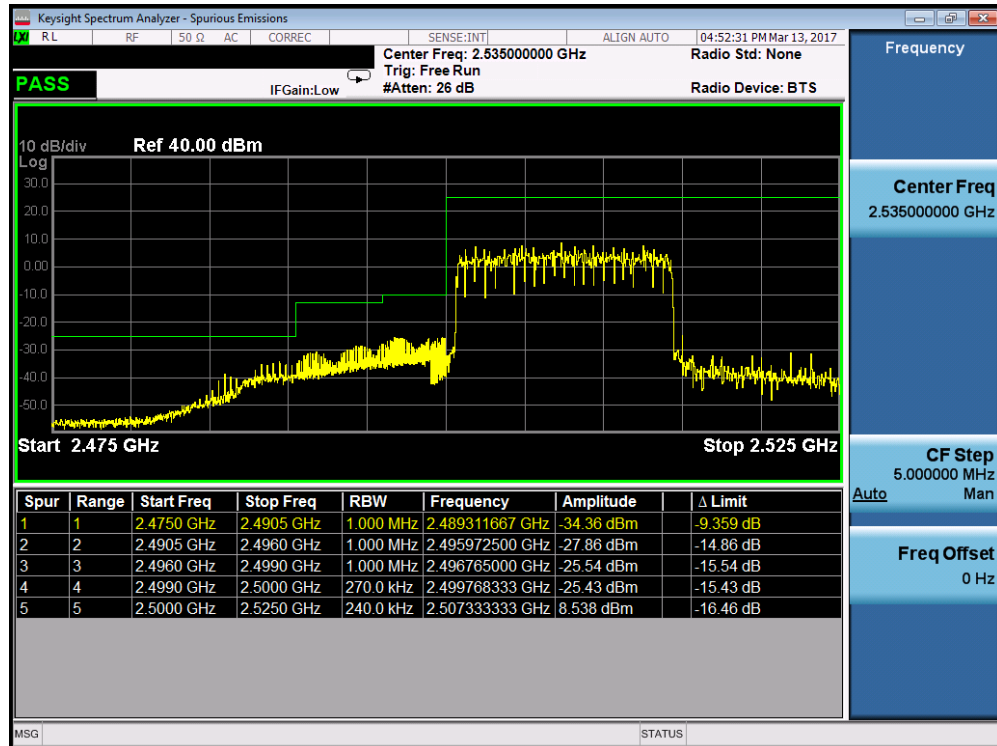 Keysight Spectrum Analyzer - Spurious Emissions
LXI RL RF 50 Ω AC CORREC SENSE:INT ALIGN AUTO 04:52:31 PM Mar 13, 2017
Center Freq: 2.535000000 GHz Radio Std: None
Trig: Free Run
PASS IFGain:Low #Atten: 26 dB Radio Device: BTS
10 dB/div Ref 40.00 dBm
Log
30.0
20.0
10.0
0.00
-10.0
-20.0
-30.0
-40.0
-50.0
Start 2.475 GHz Stop 2.525 GHz
Spur Range Start Freq Stop Freq RBW Frequency Amplitude Δ Limit
1 1 2.4750 GHz 2.4905 GHz 1.000 MHz 2.489311667 GHz -34.36 dBm -9.359 dB
2 2 2.4905 GHz 2.4960 GHz 1.000 MHz 2.495972500 GHz -27.86 dBm -14.86 dB
3 3 2.4960 GHz 2.4990 GHz 1.000 MHz 2.496765000 GHz -25.54 dBm -15.54 dB
4 4 2.4990 GHz 2.5000 GHz 270.0 kHz 2.499768333 GHz -25.43 dBm -15.43 dB
5 5 2.5000 GHz 2.5250 GHz 240.0 kHz 2.507333333 GHz 8.538 dBm -16.46 dB
MSG STATUS
Frequency
Center Freq
2.535000000 GHz
CF Step
5.000000 MHz
Auto Man
Freq Offset
0 Hz